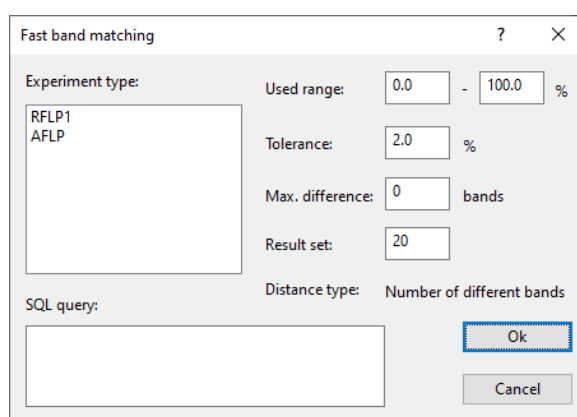 Fast band matching ?
Experiment type:
RFLP1
AFLP
Used range: 0.0 - 100.0 %
Tolerance: 2.0 %
Max. difference: 0 bands
Result set: 20
Distance type: Number of different bands
SQL query:
Ok
Cancel